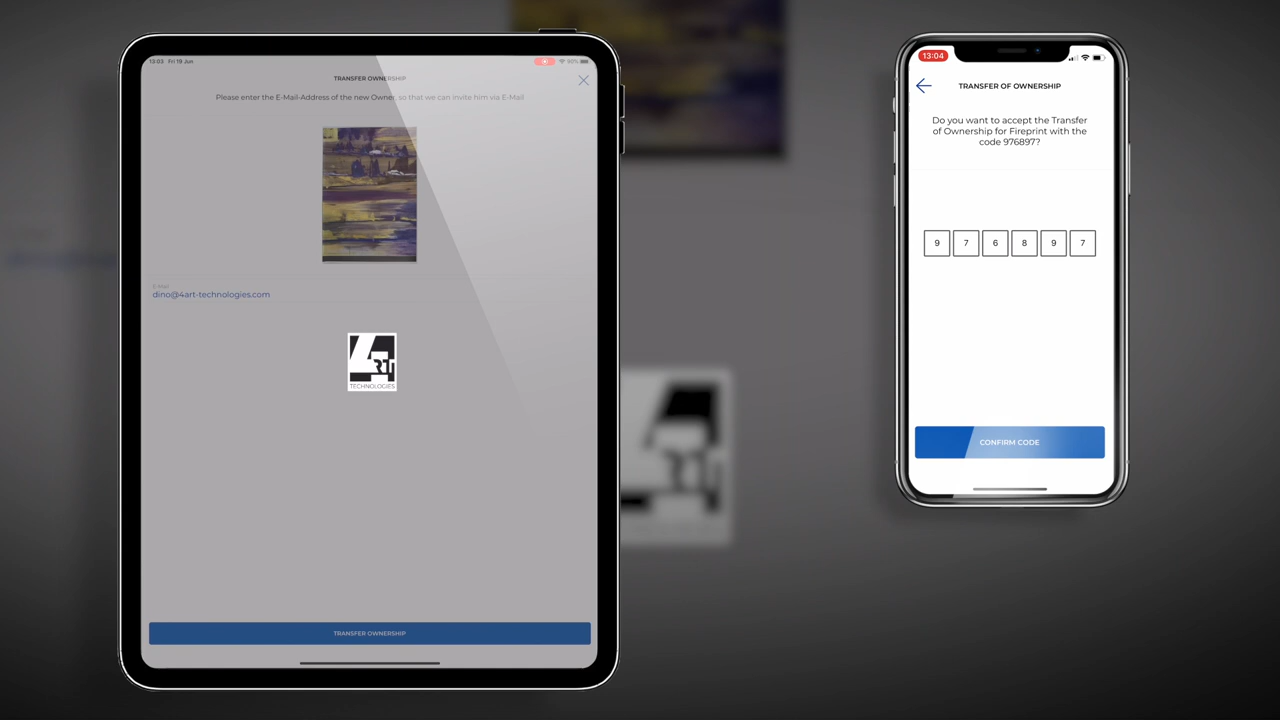 13:03 Fri 19 Jun
90%
TRANSFER OWNERSHIP
Please enter the E-Mail-Address of the new Owner, so that we can invite him via E-Mail
E-Mail
dino@4art-technologies.com
4ART
TECHNOLOGIES
TRANSFER OWNERSHIP
13:04
TRANSFER OF OWNERSHIP
Do you want to accept the Transfer
of Ownership for Fireprint with the
code 976897?
9 7 6 8 9 7
CONFIRM CODE